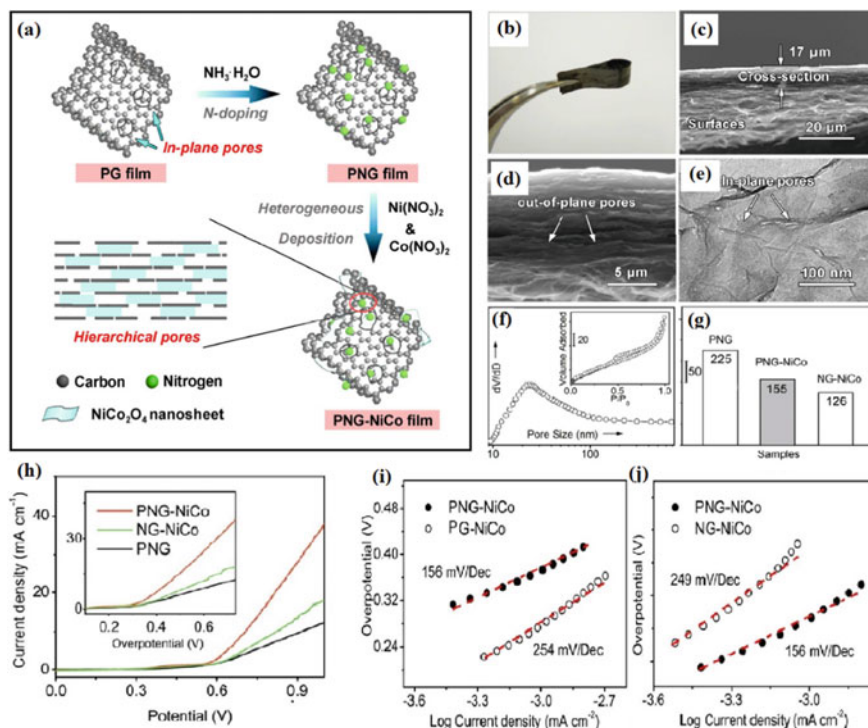 (a)
NH₃·H₂O
N-doping
In-plane pores
PG film
PNG film
Heterogeneous
Deposition
Ni(NO₃)₂
&
Co(NO₃)₂
Hierarchical pores
Carbon
Nitrogen
NiCo₂O₄ nanosheet
PNG-NiCo film
(b)
(c)
17 μm
Cross-section
Surfaces
20 μm
(d)
out-of-plane pores
5 μm
(e)
In-plane pores
100 nm
(f)
dV/dD
Volume Adsorbed
20
0.0
0.5
1.0
P/P₀
10
100
Pore Size (nm)
(g)
50
PNG
225
PNG-NiCo
155
NG-NiCo
126
Samples
(h)
Current density (mA cm⁻¹)
40
20
0
PNG-NiCo
NG-NiCo
PNG
30
0
0.2
0.4
0.6
Overpotential (V)
0.0
0.3
0.6
0.9
Potential (V)
(i)
PNG-NiCo
PG-NiCo
Overpotential (V)
0.48
0.40
0.32
0.24
156 mV/Dec
254 mV/Dec
-3.6
-3.3
-3.0
-2.7
Log Current density (mA cm⁻¹)
(j)
PNG-NiCo
NG-NiCo
Overpotential (V)
249 mV/Dec
156 mV/Dec
-3.6
-3.3
-3.0
Log Current density (mA cm⁻¹)